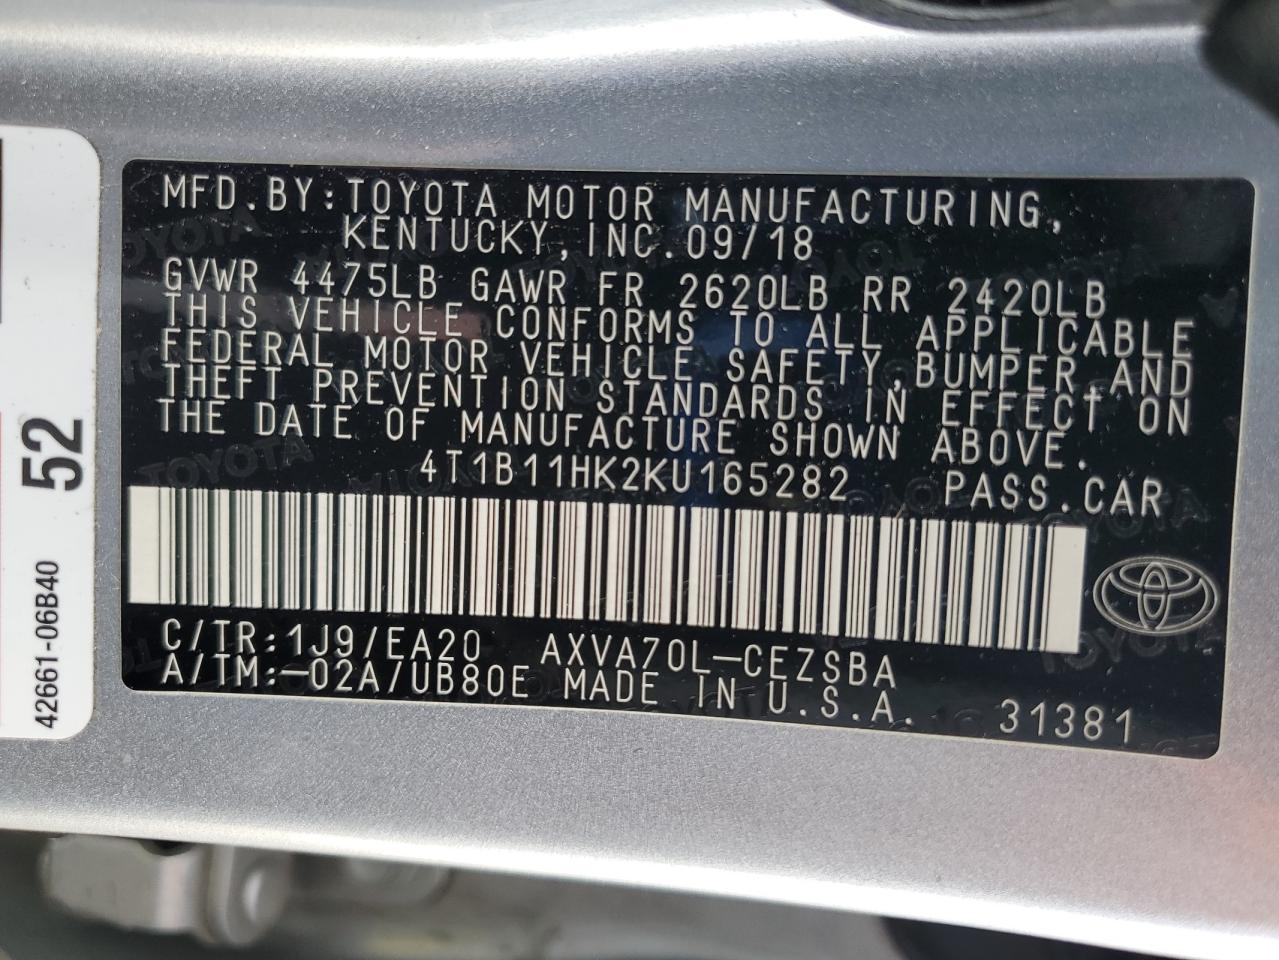 MFD.BY:TOYOTA MOTOR MANUFACTURING,
KENTUCKY,INC.09/18
GVWR 4475LB GAWR FR 2620LB RR 2420LB
THIS VEHICLE CONFORMS TO ALL APPLICABLE
FEDERAL MOTOR VEHICLE SAFETY,BUMPER,AND
THEFT PREVENTION STANDARDS IN EFFECT ON
THE DATE OF MANUFACTURE SHOWN ABOVE.
4T1B11HK2KU165282 PASS.CAR
C/TR:1J9/EA20 AXVA70L-CEZSBA
A/TM:-02A/UB80E MADE IN U.S.A. 31381
52
42661-06B40